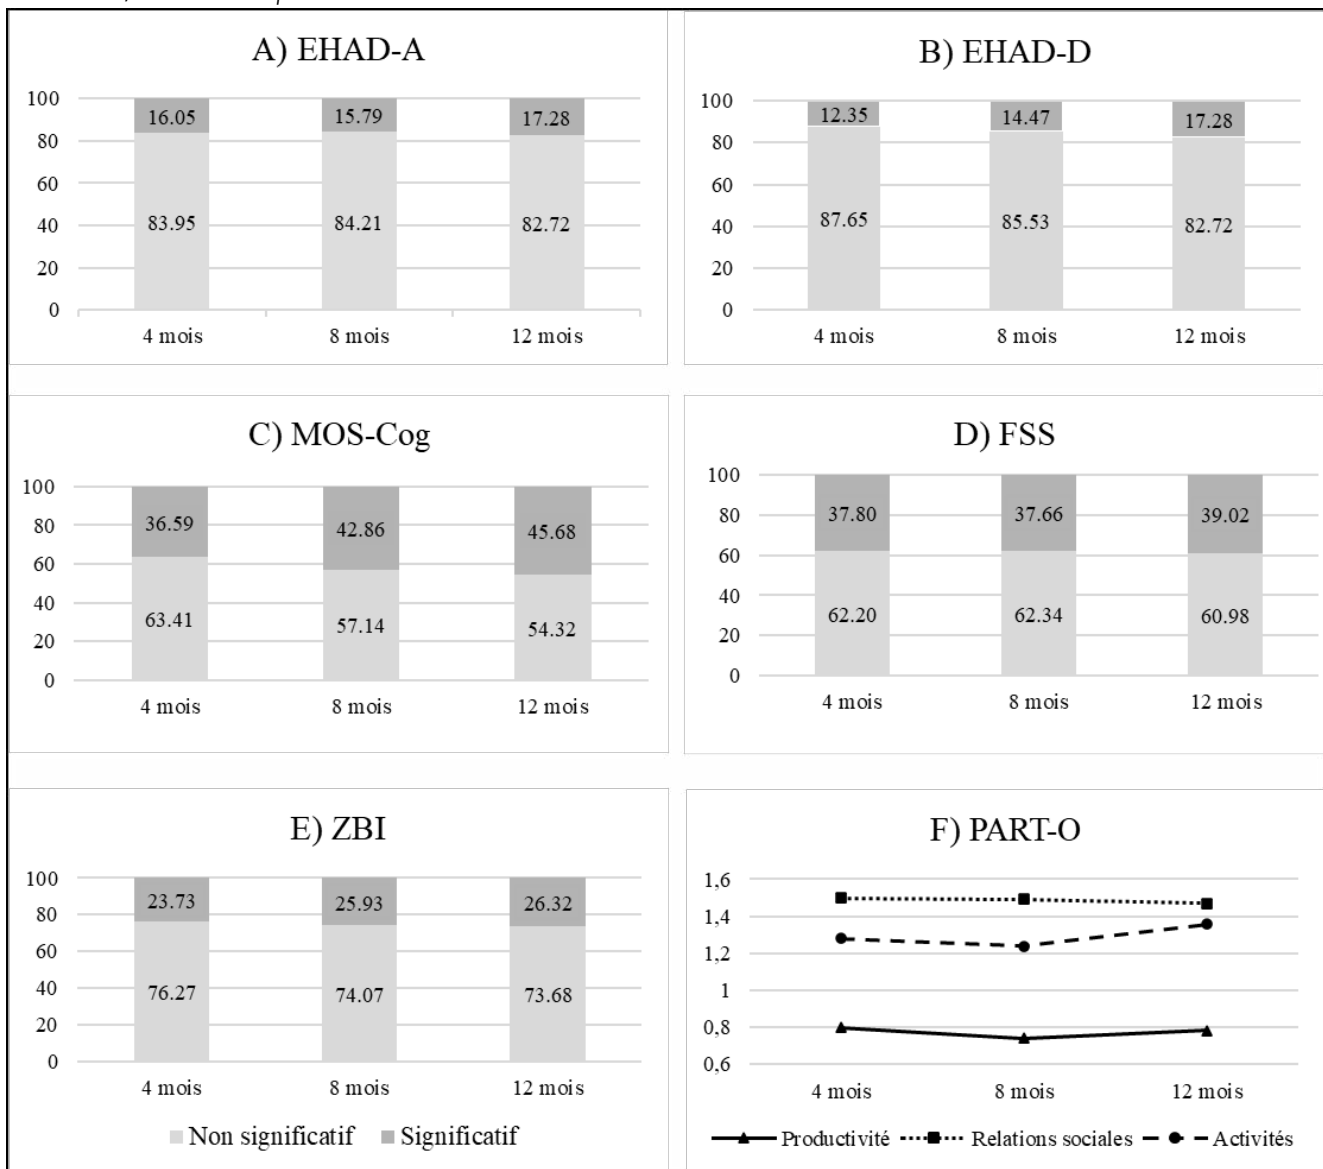 A) EHAD-A
100
80
60
40
20
0
16.05
15.79
17.28
83.95
84.21
82.72
4 mois
8 mois
12 mois
B) EHAD-D
100
80
60
40
20
0
12.35
14.47
17.28
87.65
85.53
82.72
4 mois
8 mois
12 mois
C) MOS-Cog
100
80
60
40
20
0
36.59
42.86
45.68
63.41
57.14
54.32
4 mois
8 mois
12 mois
D) FSS
100
80
60
40
20
0
37.80
37.66
39.02
62.20
62.34
60.98
4 mois
8 mois
12 mois
E) ZBI
100
80
60
40
20
0
23.73
25.93
26.32
76.27
74.07
73.68
4 mois
8 mois
12 mois
Non significatif
Significatif
F) PART-O
1,6
1,4
1,2
1
0,8
0,6
4 mois
8 mois
12 mois
Productivité
Relations sociales
Activités